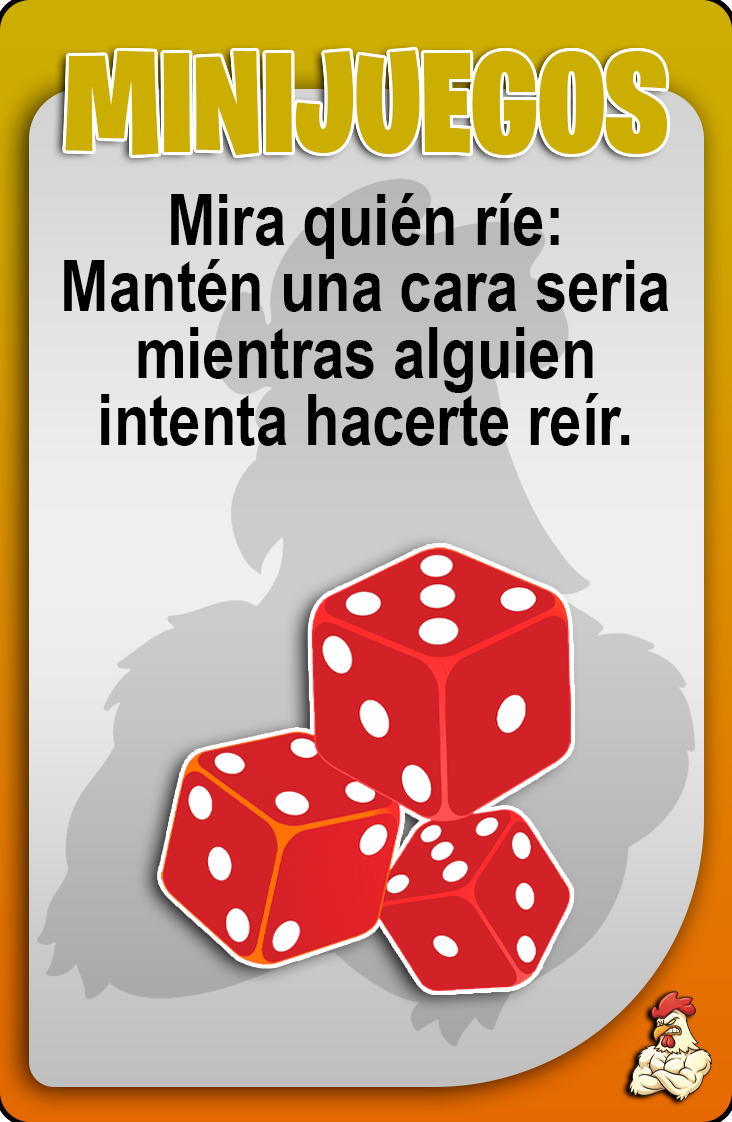 MINIJUEGOS
Mira quién ríe:
Mantén una cara seria
mientras alguien
intenta hacerte reír.